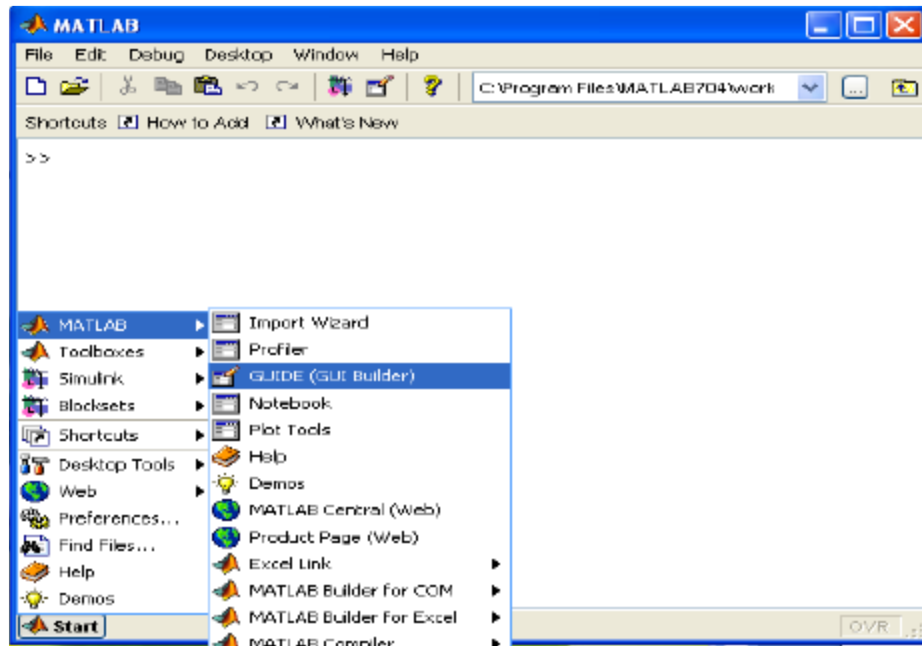 MATLAB
File Edit Debug Desktop Window Help
C:\Program Files\MATLAB704\work ...
Shortcuts How to Add What's New
>>
MATLAB
Toolboxes
Simulink
Blocksets
Shortcuts
Desktop Tools
Web
Preferences...
Find Files...
Help
Demos
Start
Import Wizard
Profiler
GUIDE (GUI Builder)
Notebook
Plot Tools
Help
Demos
MATLAB Central (Web)
Product Page (Web)
Excel Link
MATLAB Builder for COM
MATLAB Builder for Excel
MATLAB Compiler
OVR